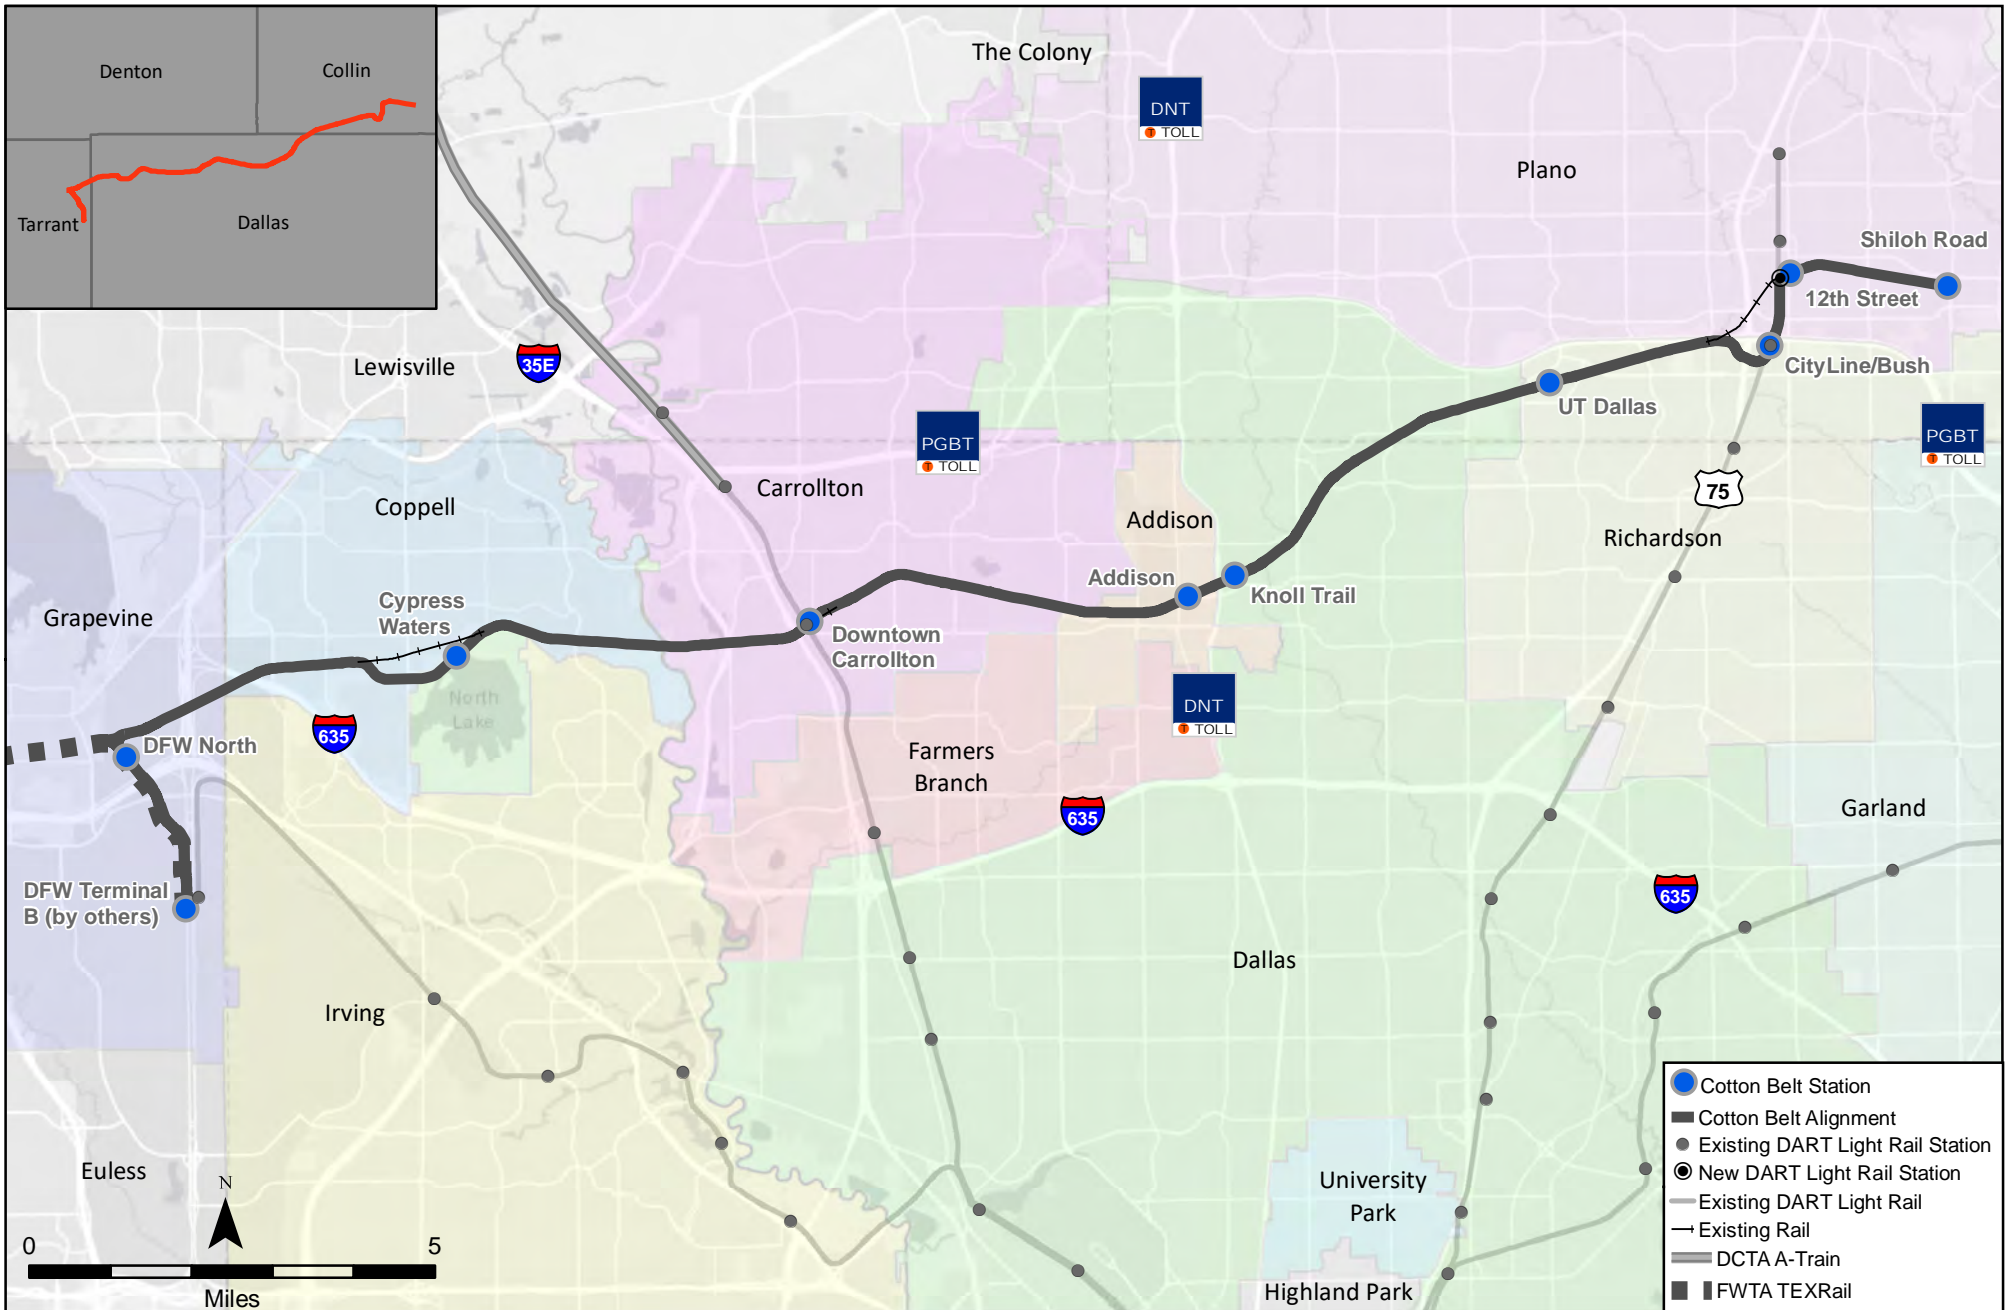 Denton
Collin
Tarrant
Dallas
The Colony
DNT
T TOLL
Plano
Shiloh Road
12th Street
CityLine/Bush
Lewisville
35E
UT Dallas
PGBT
T TOLL
PGBT
T TOLL
Coppell
Carrollton
Addison
75
Richardson
Grapevine
Cypress
Waters
Addison
Knoll Trail
Downtown
Carrollton
North
Lake
635
DNT
T TOLL
DFW North
Farmers
Branch
635
Garland
DFW Terminal
B (by others)
635
Dallas
Irving
Euless
N
University
Park
Highland Park
0
5
Miles
Cotton Belt Station
Cotton Belt Alignment
Existing DART Light Rail Station
New DART Light Rail Station
Existing DART Light Rail
Existing Rail
DCTA A-Train
FWTA TEXRail